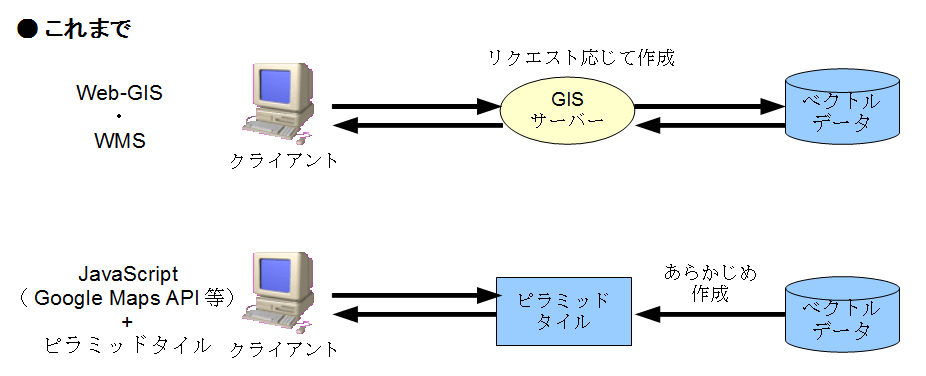 ● これまで
Web-GIS
・
WMS
クライアント
リクエスト応じて作成
GIS
サーバー
ベクトル
データ
JavaScript
（ Google Maps API 等）
+
ピラミッドタイル
クライアント
ピラミッド
タイル
あらかじめ
作成
ベクトル
データ